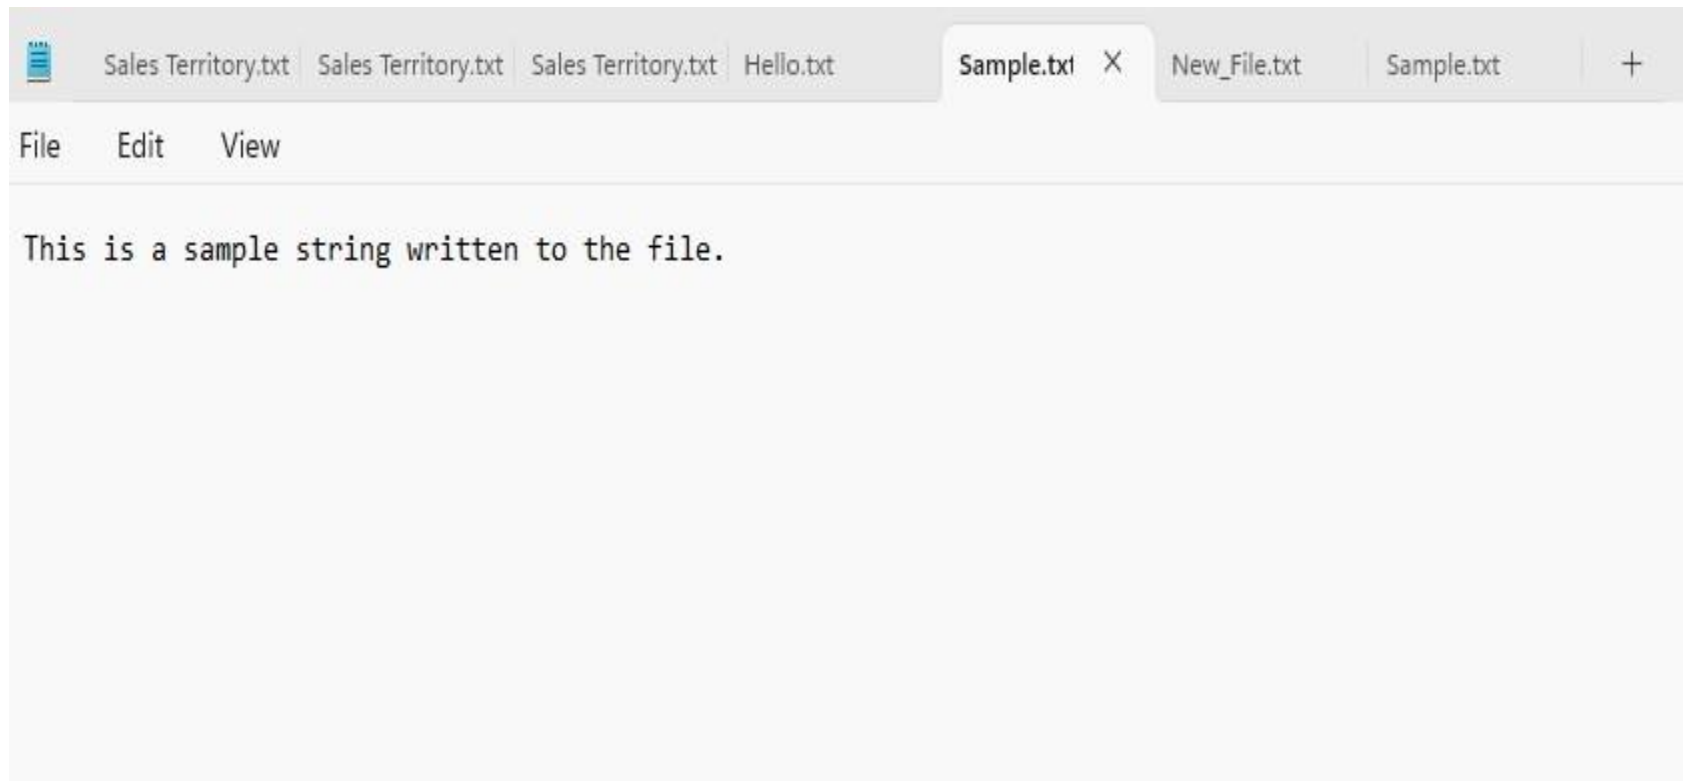 Sales Territory.txt Sales Territory.txt Sales Territory.txt Hello.txt Sample.txt New_File.txt Sample.txt
File Edit View
This is a sample string written to the file.